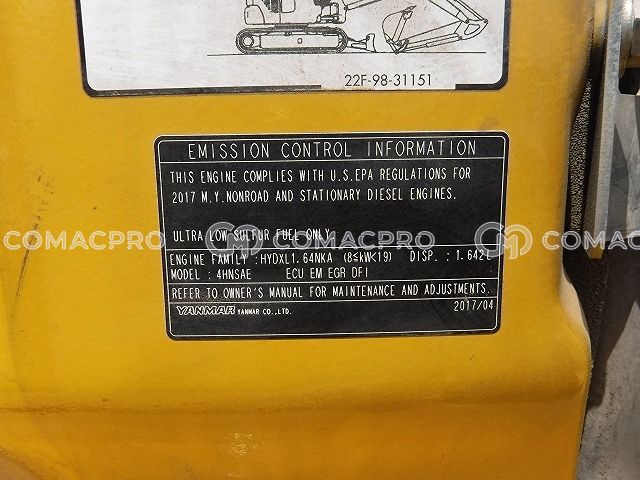 22F-98-31151
EMISSION CONTROL INFORMATION
THIS ENGINE COMPLIES WITH U.S.EPA REGULATIONS FOR
2017 M.Y.NONROAD AND STATIONARY DIESEL ENGINES.
ULTRA LOW SULFUR FUEL ONLY
COMACPRO COMACPRO COMACPRO
ENGINE FAMILY:HYDXL1.64NKA (8≤kW<19) DISP.:1.642L
MODEL:4HNSAE ECU EM EGR DFI
REFER TO OWNER'S MANUAL FOR MAINTENANCE AND ADJUSTMENTS.
YANMAR YANMAR CO.,LTD. 2017/04